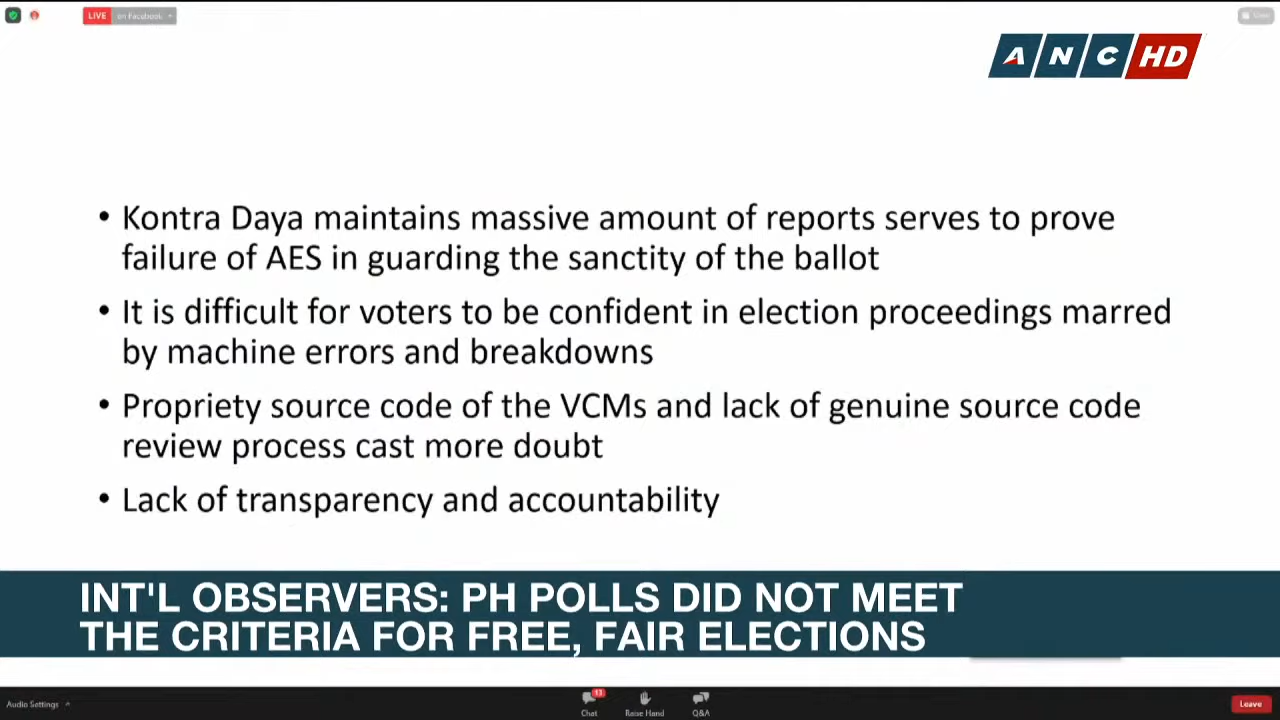 LIVE on Facebook
View
ANC HD
• Kontra Daya maintains massive amount of reports serves to prove
failure of AES in guarding the sanctity of the ballot
• It is difficult for voters to be confident in election proceedings marred
by machine errors and breakdowns
• Propriety source code of the VCMs and lack of genuine source code
review process cast more doubt
• Lack of transparency and accountability
INT'L OBSERVERS: PH POLLS DID NOT MEET
THE CRITERIA FOR FREE, FAIR ELECTIONS
13
Audio Settings Chat Raise Hand Q&A Leave